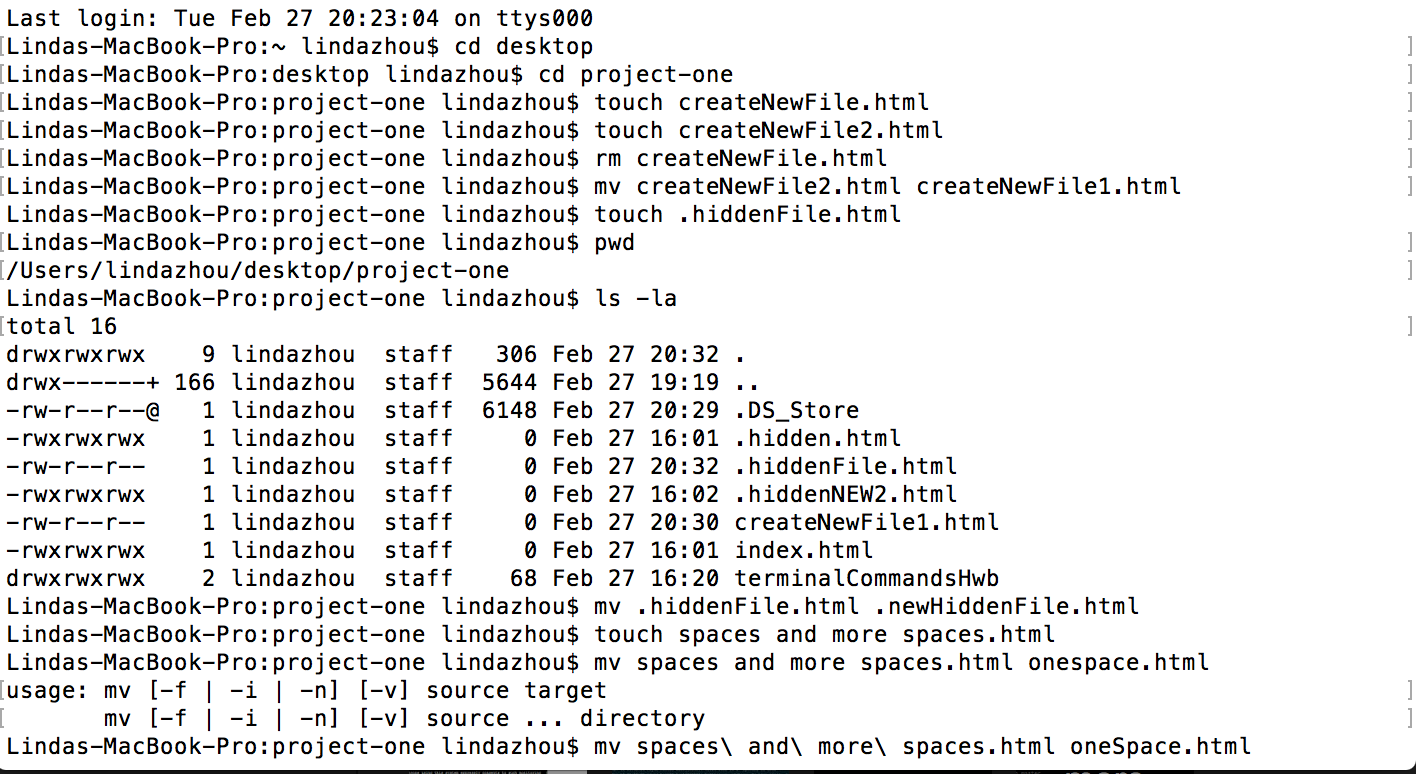 Last login: Tue Feb 27 20:23:04 on ttys000
[Lindas-MacBook-Pro:~ lindazhou$ cd desktop ]
[Lindas-MacBook-Pro:desktop lindazhou$ cd project-one ]
[Lindas-MacBook-Pro:project-one lindazhou$ touch createNewFile.html ]
[Lindas-MacBook-Pro:project-one lindazhou$ touch createNewFile2.html ]
[Lindas-MacBook-Pro:project-one lindazhou$ rm createNewFile.html ]
[Lindas-MacBook-Pro:project-one lindazhou$ mv createNewFile2.html createNewFile1.html ]
Lindas-MacBook-Pro:project-one lindazhou$ touch .hiddenFile.html
[Lindas-MacBook-Pro:project-one lindazhou$ pwd ]
[/Users/lindazhou/desktop/project-one ]
Lindas-MacBook-Pro:project-one lindazhou$ ls -la
[total 16 ]
drwxrwxrwx    9 lindazhou  staff   306 Feb 27 20:32 .
drwx------+ 166 lindazhou  staff  5644 Feb 27 19:19 ..
-rw-r--r--@   1 lindazhou  staff  6148 Feb 27 20:29 .DS_Store
-rwxrwxrwx    1 lindazhou  staff     0 Feb 27 16:01 .hidden.html
-rw-r--r--    1 lindazhou  staff     0 Feb 27 20:32 .hiddenFile.html
-rwxrwxrwx    1 lindazhou  staff     0 Feb 27 16:02 .hiddenNEW2.html
-rw-r--r--    1 lindazhou  staff     0 Feb 27 20:30 createNewFile1.html
-rwxrwxrwx    1 lindazhou  staff     0 Feb 27 16:01 index.html
drwxrwxrwx    2 lindazhou  staff    68 Feb 27 16:20 terminalCommandsHwb
Lindas-MacBook-Pro:project-one lindazhou$ mv .hiddenFile.html .newHiddenFile.html
Lindas-MacBook-Pro:project-one lindazhou$ touch spaces and more spaces.html
Lindas-MacBook-Pro:project-one lindazhou$ mv spaces and more spaces.html onespace.html
[usage: mv [-f | -i | -n] [-v] source target ]
[       mv [-f | -i | -n] [-v] source ... directory ]
Lindas-MacBook-Pro:project-one lindazhou$ mv spaces\ and\ more\ spaces.html oneSpace.html